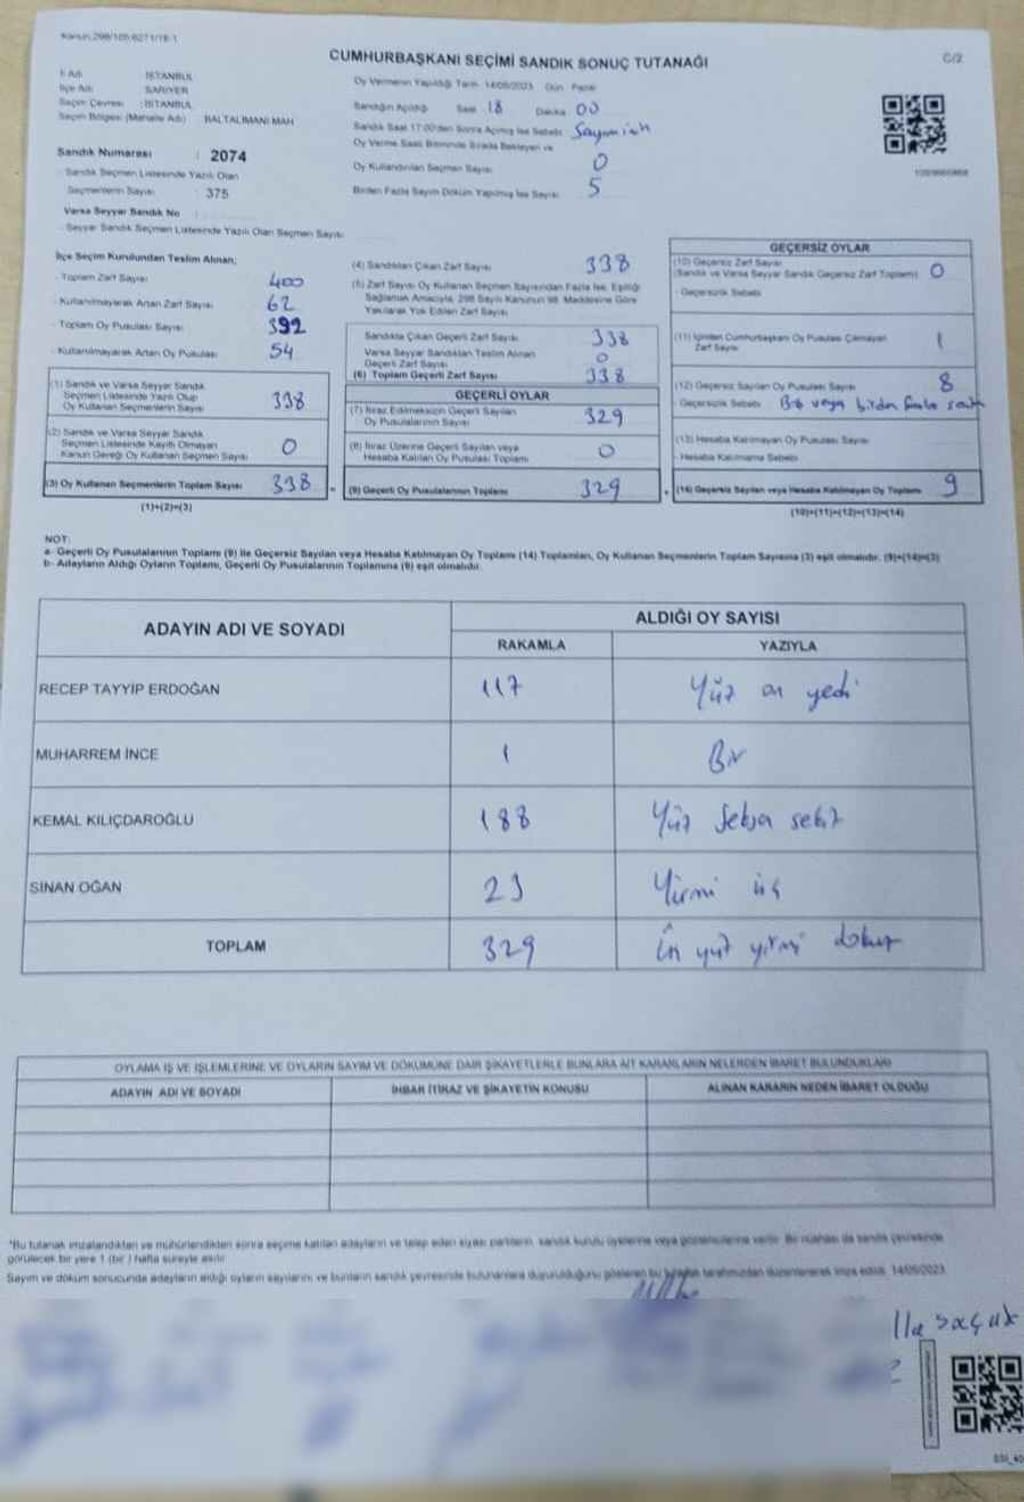 Kanun:298/105:6271/18-1
CUMHURBAŞKANI SEÇİMİ SANDIK SONUÇ TUTANAĞI
C/2
İl Adı : İSTANBUL
İlçe Adı : SARIYER
Seçim Çevresi : İSTANBUL
Seçim Bölgesi (Mahalle Adı) : BALTALİMANI MAH
Sandık Numarası : 2074
Sandık Seçmen Listesinde Yazılı Olan
Seçmenlerin Sayısı : 375
Varsa Seyyar Sandık No
Seyyar Sandık Seçmen Listesinde Yazılı Olan Seçmen Sayısı
Oy Vermenin Yapıldığı Tarih 14/05/2023 Gün Pazar
Sandığın Açıldığı Saat 18 Dakika 00
Sandık Saat 17:00'den Sonra Açılmış İse Sebebi
Oy Verme Saati Bitiminde Sırada Bekleyen ve
Oy Kullandırılan Seçmen Sayısı 0
Birden Fazla Sayım Döküm Yapılmış İse Sayısı 5
İlçe Seçim Kurulundan Teslim Alınan;
- Toplam Zarf Sayısı 400
- Kullanılmayarak Artan Zarf Sayısı 62
- Toplam Oy Pusulası Sayısı 392
- Kullanılmayarak Artan Oy Pusulası 54
(1) Sandık ve Varsa Seyyar Sandık
Seçmen Listesinde Yazılı Olup
Oy Kullanan Seçmenlerin Sayısı 338
(2) Sandık ve Varsa Seyyar Sandık
Seçmen Listesinde Kayıtlı Olmayan
Kanun Gereği Oy Kullanan Seçmen Sayısı 0
(3) Oy Kullanan Seçmenlerin Toplam Sayısı 338
(1)+(2)=(3)
(4) Sandıktan Çıkan Zarf Sayısı 338
(5) Zarf Sayısı Oy Kullanan Seçmen Sayısından Fazla İse, Eşitliği
Sağlamak Amacıyla, 298 Sayılı Kanunun 98. Maddesine Göre
Yakılarak Yok Edilen Zarf Sayısı
Sandıkta Çıkan Geçerli Zarf Sayısı 338
Varsa Seyyar Sandıktan Teslim Alınan
Geçerli Zarf Sayısı 0
(6) Toplam Geçerli Zarf Sayısı 338
GEÇERLİ OYLAR
(7) İtiraz Edilmeksizin Geçerli Sayılan
Oy Pusulalarının Sayısı 329
(8) İtiraz Üzerine Geçerli Sayılan veya
Hesaba Katılan Oy Pusulası Toplamı 0
(9) Geçerli Oy Pusulalarının Toplamı 329
GEÇERSİZ OYLAR
(10) Geçersiz Zarf Sayısı
(Sandık ve Varsa Seyyar Sandık Geçersiz Zarf Toplamı) 0
- Geçersizlik Sebebi
(11) İçinden Cumhurbaşkanı Oy Pusulası Çıkmayan
Zarf Sayısı 1
(12) Geçersiz Sayılan Oy Pusulası Sayısı 8
- Geçersizlik Sebebi veya birden fazla
(13) Hesaba Katılmayan Oy Pusulası Sayısı
- Hesaba Katılmama Sebebi
(14) Geçersiz Sayılan veya Hesaba Katılmayan Oy Toplamı 9
(10)+(11)+(12)+(13)=(14)
NOT:
a- Geçerli Oy Pusulalarının Toplamı (9) ile Geçersiz Sayılan veya Hesaba Katılmayan Oy Toplamı (14) Toplamları, Oy Kullanan Seçmenlerin Toplam Sayısına (3) eşit olmalıdır. (9)+(14)=(3)
b- Adayların Aldığı Oyların Toplamı, Geçerli Oy Pusulalarının Toplamına (9) eşit olmalıdır.
ADAYIN ADI VE SOYADI
ALDIĞI OY SAYISI
RAKAMLA YAZIYLA
RECEP TAYYİP ERDOĞAN 117 Yüz on yedi
MUHARREM İNCE 1 Bir
KEMAL KILIÇDAROĞLU 188 Yüz seksen sekiz
SİNAN OĞAN 23 Yirmi üç
TOPLAM 329 Üç yüz yirmi dokuz
OYLAMA İŞ VE İŞLEMLERİNE VE OYLARIN SAYIM VE DÖKÜMÜNE DAİR ŞİKAYETLERLE BUNLARA AİT KARARLARIN NELERDEN İBARET BULUNDUKLARI
ADAYIN ADI VE SOYADI İHBAR İTİRAZ VE ŞİKAYETİN KONUSU ALINAN KARARIN NEDEN İBARET OLDUĞU
*Bu tutanak imzalandıktan ve mühürlendikten sonra seçime katılan adayların ve talep eden siyasi partilerin, sandık kurulu üyelerine veya gözlemcilerine verilir. Bir nüshası da sandık çevresinde
görülecek bir yere 1 (bir) hafta süreyle asılır.
Sayım ve döküm sonucunda adayların aldığı oyların sayılarını ve bunların sandık çevresinde bulunanlara duyurulduğunu gösteren bu tutanak tarafımızdan düzenlenerek imza edildi. 14/05/2023